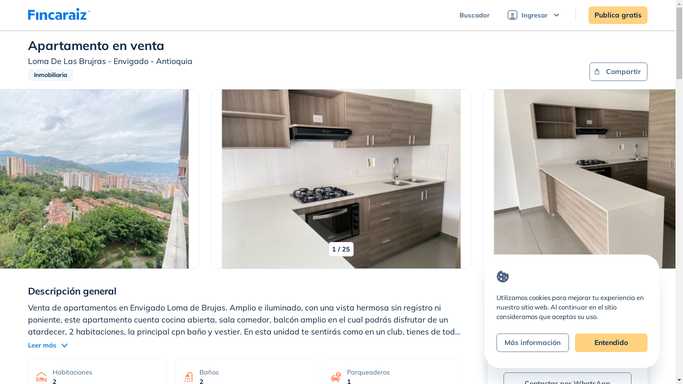 Fincaraiz
Buscador
Ingresar
Publica gratis
Apartamento en venta
Loma De Las Brujras - Envigado - Antioquia
Inmobiliaria
Compartir
1 / 25
Descripción general
Venta de apartamentos en Envigado Loma de Brujas. Amplio e iluminado, con una vista hermosa sin registro ni
poniente, este apartamento cuenta cocina abierta, sala comedor, balcón amplio en el cual podrás disfrutar de un
atardecer, 2 habitaciones, la principal cpn baño y vestier. En esta unidad te sentirás como en un club, tienes de tod...
Leer más
Habitaciones
2
Baños
2
Parqueaderos
1
Utilizamos cookies para mejorar tu experiencia en
nuestro sitio web. Al continuar en el sitio
consideramos que aceptas su uso.
Más información
Entendido
Contactar por WhatsApp